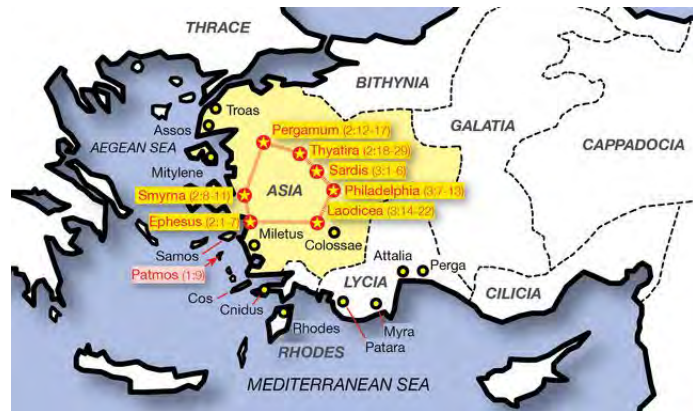 THRACE
BITHYNIA
GALATIA
CAPPADOCIA
Troas
Assos
Pergamum (2:12-17)
AEGEAN SEA
Thyatira (2:18-29)
Mitylene
Sardis (3:1-6)
ASIA
Smyrna (2:8-11)
Philadelphia (3:7-13)
Ephesus (2:1-7)
Laodicea (3:14-22)
Miletus
Colossae
Samos
Attalia
Perga
Patmos (1:9)
LYCIA
CILICIA
Cos
Cnidus
Myra
Rhodes
Patara
RHODES
MEDITERRANEAN SEA